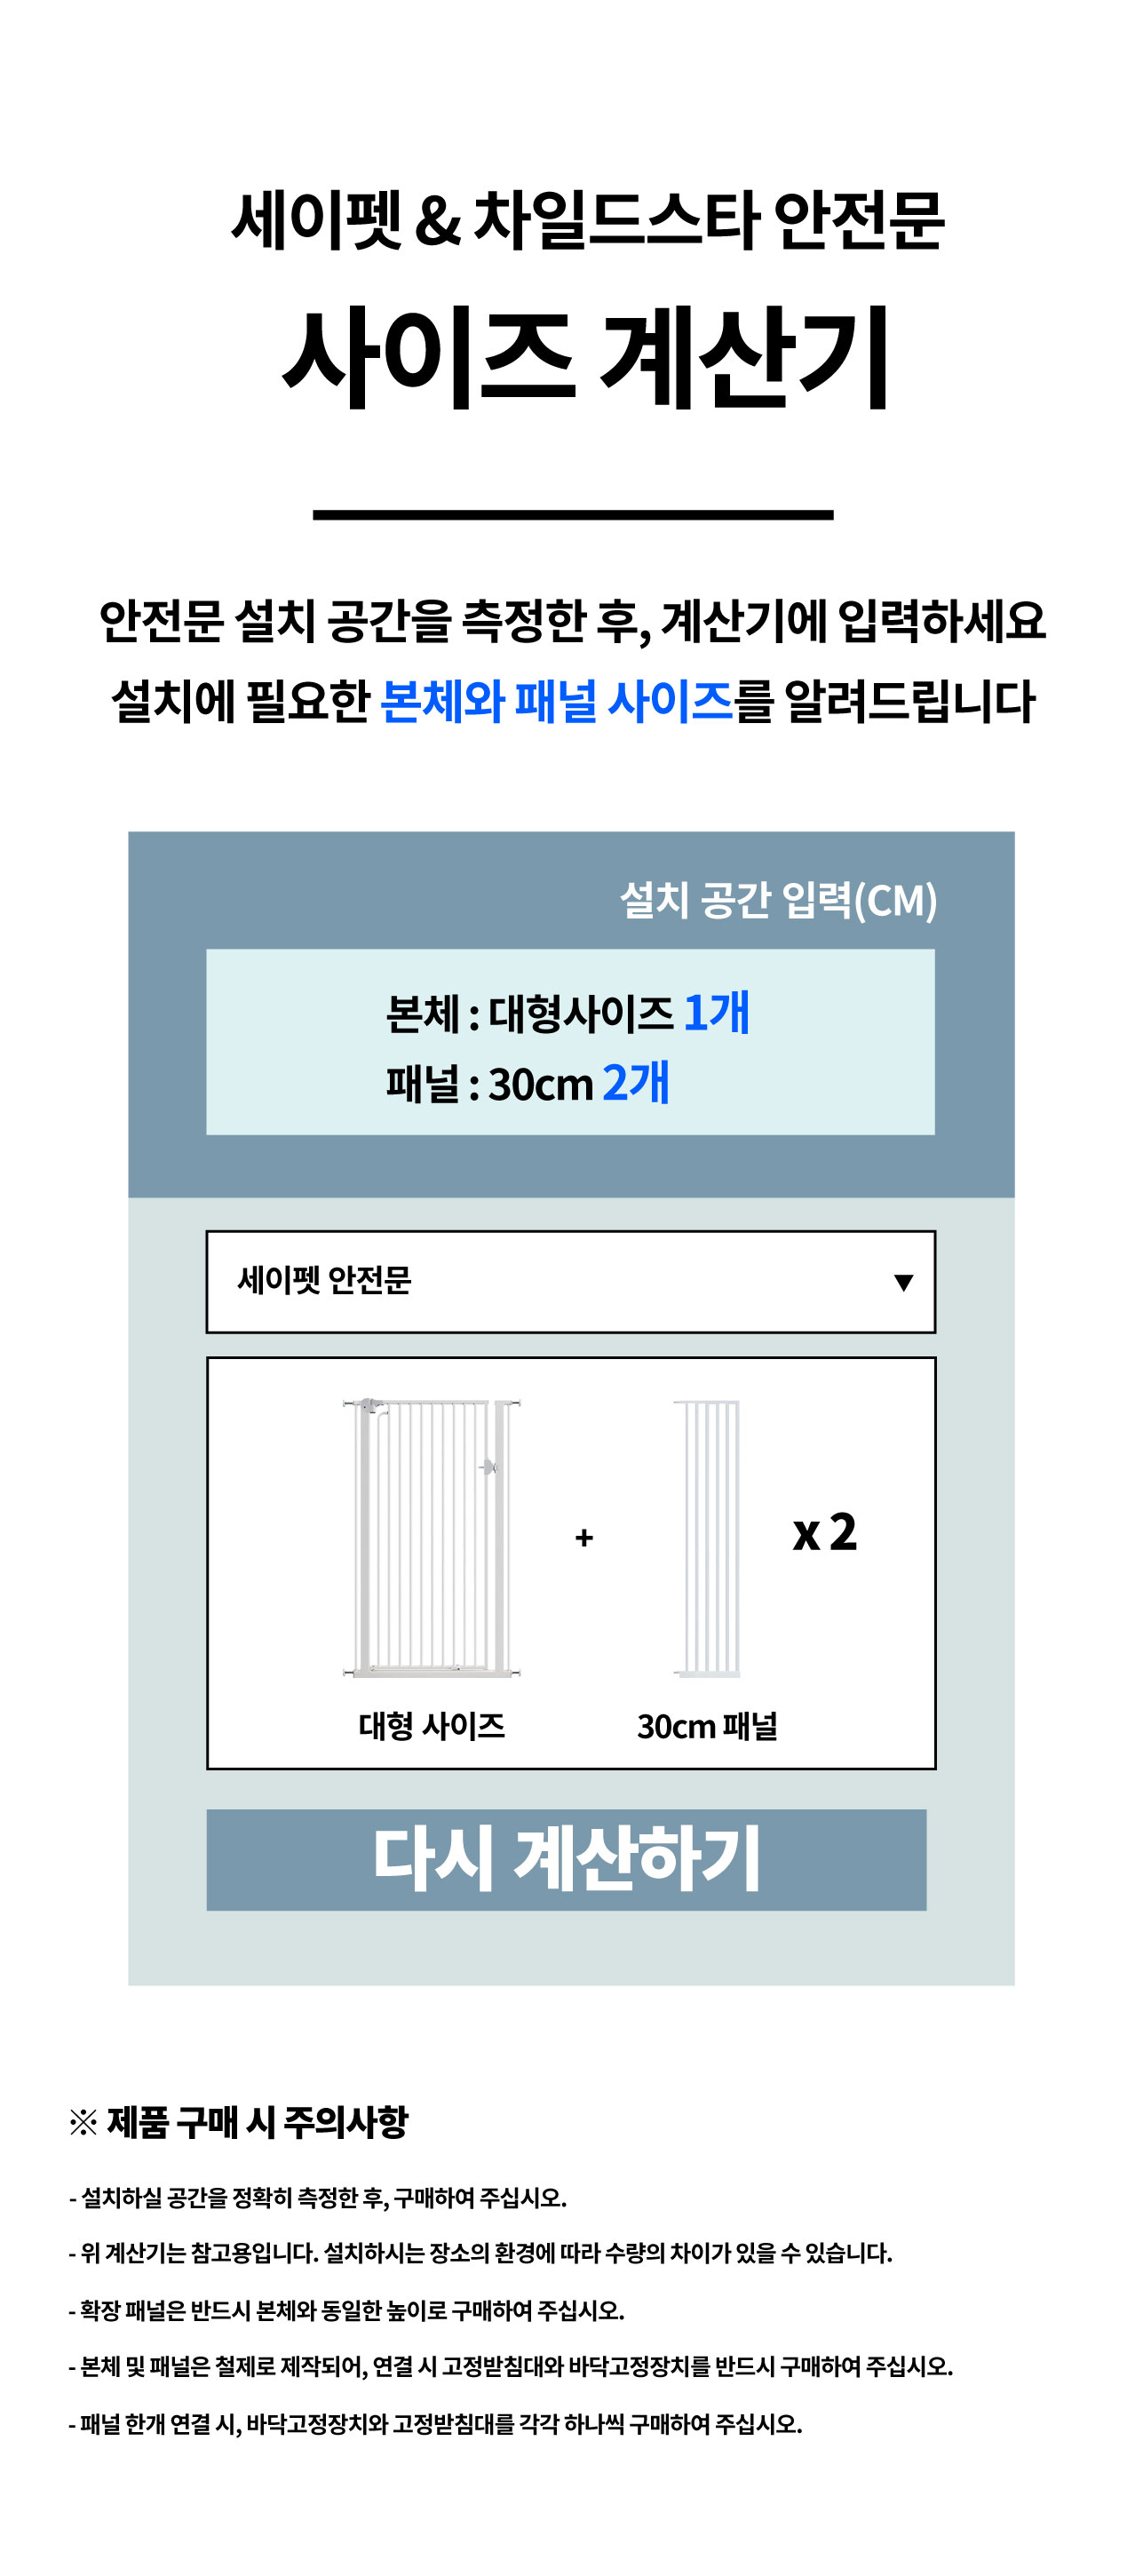 세이펫 & 차일드스타 안전문
사이즈 계산기
안전문 설치 공간을 측정한 후, 계산기에 입력하세요
설치에 필요한 본체와 패널 사이즈를 알려드립니다
설치 공간 입력(CM)
본체 : 대형사이즈 1개
패널 : 30cm 2개
세이펫 안전문 ▼
+
x 2
대형 사이즈 30cm 패널
다시 계산하기
※ 제품 구매 시 주의사항
- 설치하실 공간을 정확히 측정한 후, 구매하여 주십시오.
- 위 계산기는 참고용입니다. 설치하시는 장소의 환경에 따라 수량의 차이가 있을 수 있습니다.
- 확장 패널은 반드시 본체와 동일한 높이로 구매하여 주십시오.
- 본체 및 패널은 철제로 제작되어, 연결 시 고정받침대와 바닥고정장치를 반드시 구매하여 주십시오.
- 패널 한개 연결 시, 바닥고정장치와 고정받침대를 각각 하나씩 구매하여 주십시오.